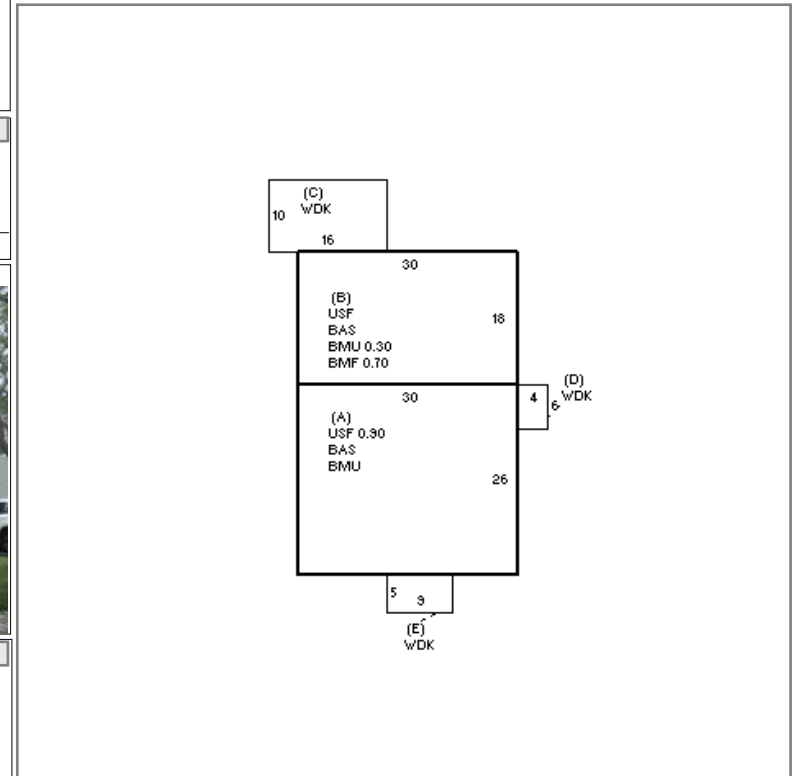 (C)
WDK
10
16
30
(B)
USF
BAS
BMU 0.30
BMF 0.70
18
30
(A)
USF 0.90
BAS
BMU
26
4
6
(D)
WDK
5
9
(E)
WDK